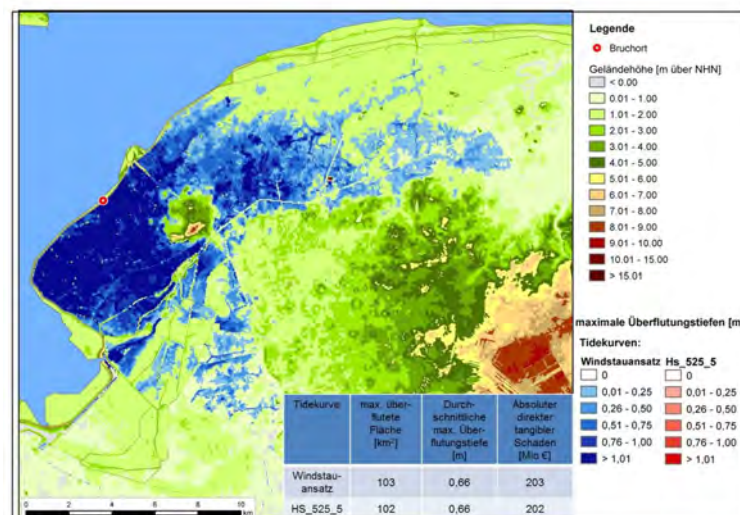 Legende
Bruchort
Geländehöhe [m über NHN]
< 0.00
0.01 - 1.00
1.01 - 2.00
2.01 - 3.00
3.01 - 4.00
4.01 - 5.00
5.01 - 6.00
6.01 - 7.00
7.01 - 8.00
8.01 - 9.00
9.01 - 10.00
10.01 - 15.00
> 15.01
maximale Überflutungstiefen [m
Tidekurven:
Windstauansatz Hs_525_5
0 0
0,01 - 0,25 0,01 - 0,25
0,26 - 0,50 0,26 - 0,50
0,51 - 0,75 0,51 - 0,75
0,76 - 1,00 0,76 - 1,00
> 1,01 > 1,01
Tidekurve max. über- Durch- Absoluter
flutete schnittliche direkter
Fläche max. Über- tangibler
[km²] flutungstiefe Schaden
[m] [Mio €]
Windstau-
ansatz 103 0,66 203
HS_525_5 102 0,66 202
0 2 4 6 8 10
km